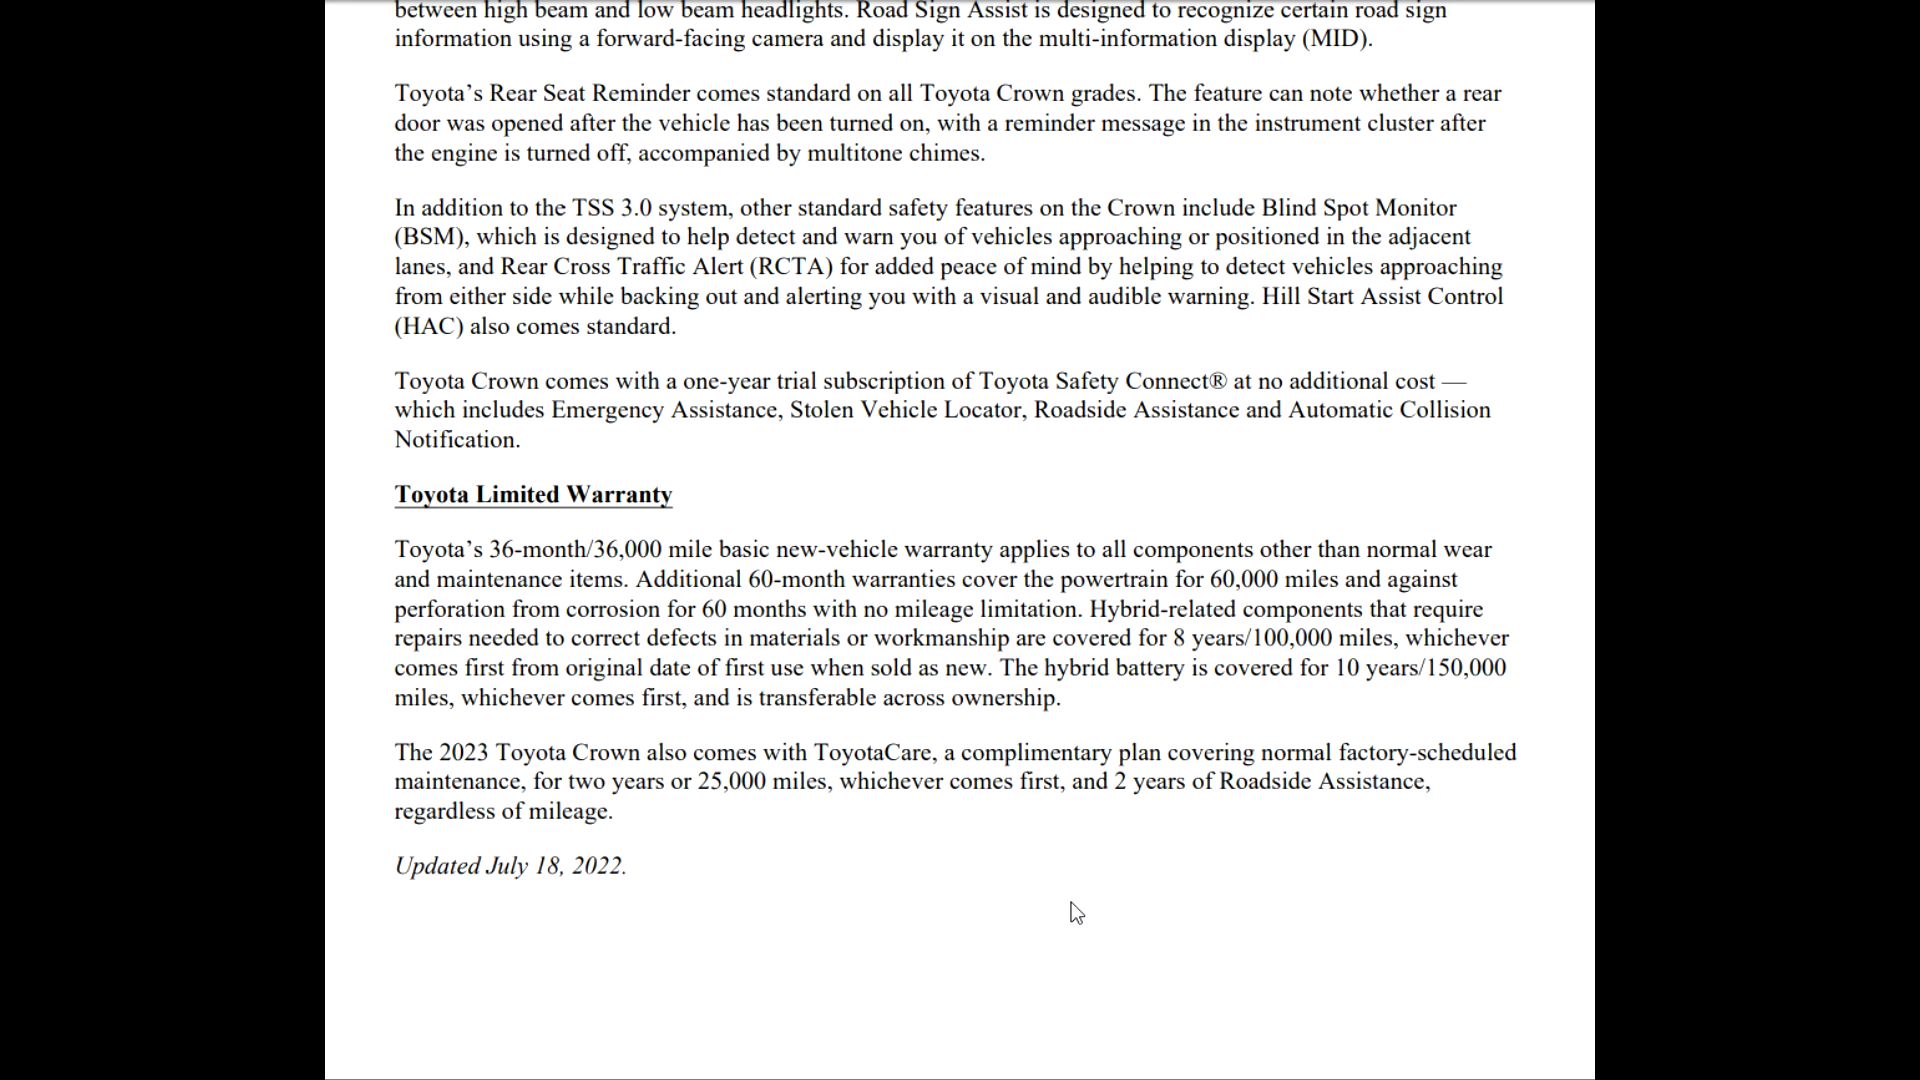 between high beam and low beam headlights. Road Sign Assist is designed to recognize certain road sign
information using a forward-facing camera and display it on the multi-information display (MID).
Toyota’s Rear Seat Reminder comes standard on all Toyota Crown grades. The feature can note whether a rear
door was opened after the vehicle has been turned on, with a reminder message in the instrument cluster after
the engine is turned off, accompanied by multitone chimes.
In addition to the TSS 3.0 system, other standard safety features on the Crown include Blind Spot Monitor
(BSM), which is designed to help detect and warn you of vehicles approaching or positioned in the adjacent
lanes, and Rear Cross Traffic Alert (RCTA) for added peace of mind by helping to detect vehicles approaching
from either side while backing out and alerting you with a visual and audible warning. Hill Start Assist Control
(HAC) also comes standard.
Toyota Crown comes with a one-year trial subscription of Toyota Safety Connect® at no additional cost —
which includes Emergency Assistance, Stolen Vehicle Locator, Roadside Assistance and Automatic Collision
Notification.
Toyota Limited Warranty
Toyota’s 36-month/36,000 mile basic new-vehicle warranty applies to all components other than normal wear
and maintenance items. Additional 60-month warranties cover the powertrain for 60,000 miles and against
perforation from corrosion for 60 months with no mileage limitation. Hybrid-related components that require
repairs needed to correct defects in materials or workmanship are covered for 8 years/100,000 miles, whichever
comes first from original date of first use when sold as new. The hybrid battery is covered for 10 years/150,000
miles, whichever comes first, and is transferable across ownership.
The 2023 Toyota Crown also comes with ToyotaCare, a complimentary plan covering normal factory-scheduled
maintenance, for two years or 25,000 miles, whichever comes first, and 2 years of Roadside Assistance,
regardless of mileage.
Updated July 18, 2022.